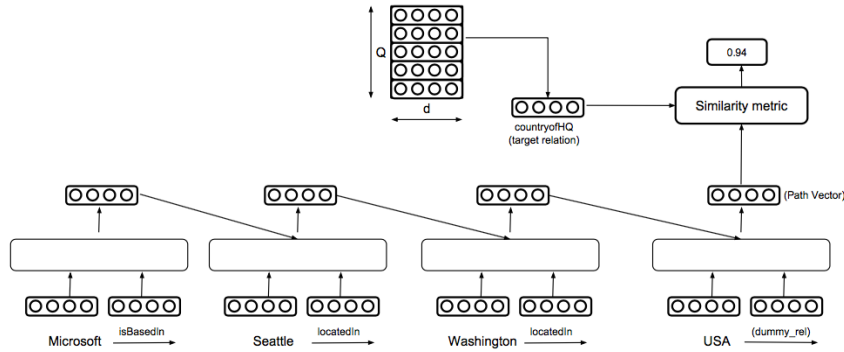 Q
d
countryofHQ
(target relation)
0.94
Similarity metric
(Path Vector)
Microsoft
isBasedIn
Seattle
locatedIn
Washington
locatedIn
USA
(dummy_rel)